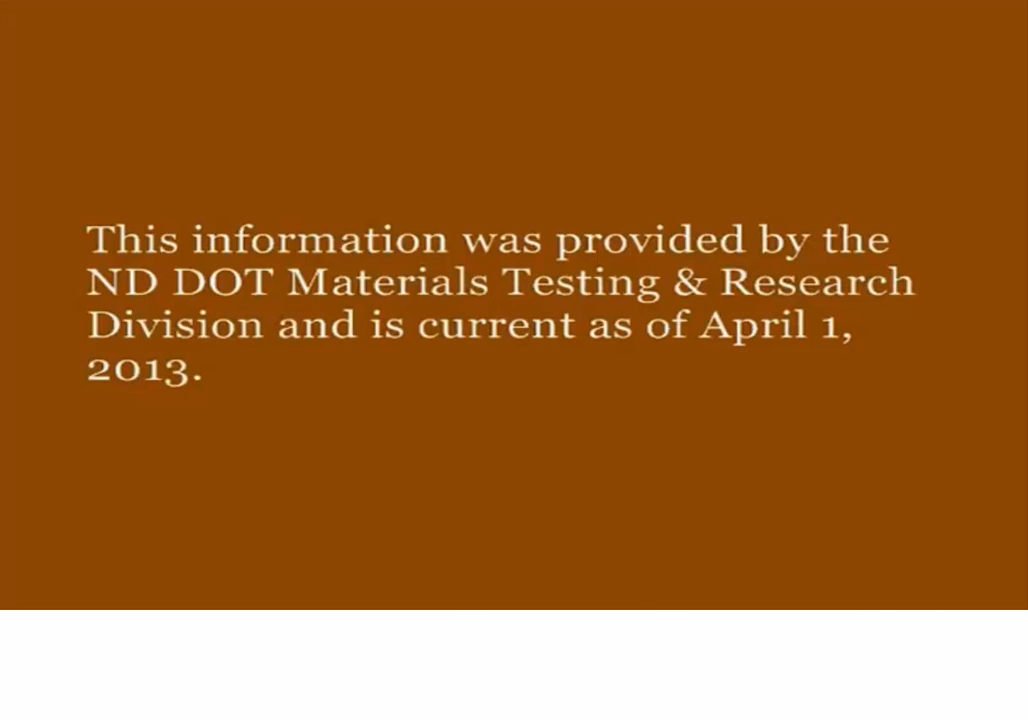 This information was provided by the
ND DOT Materials Testing & Research
Division and is current as of April 1,
2013.